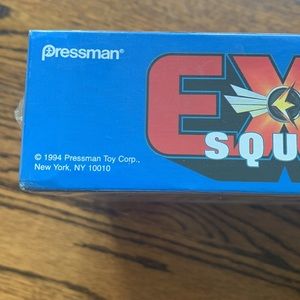 Pressman®
EX
SQU
© 1994 Pressman Toy Corp.,
New York, NY 10010